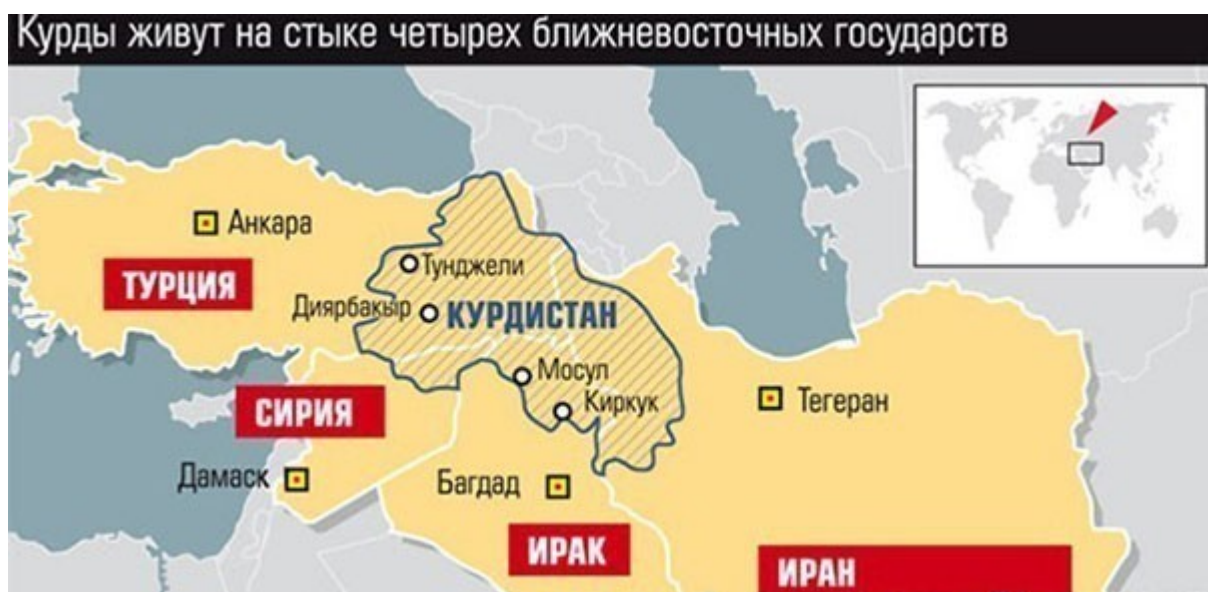 Курды живут на стыке четырех ближневосточных государств
Анкара
ТУРЦИЯ
Тунджели
Диярбакыр
КУРДИСТАН
Мосул
Киркук
Тегеран
СИРИЯ
Дамаск
Багдад
ИРАК
ИРАН